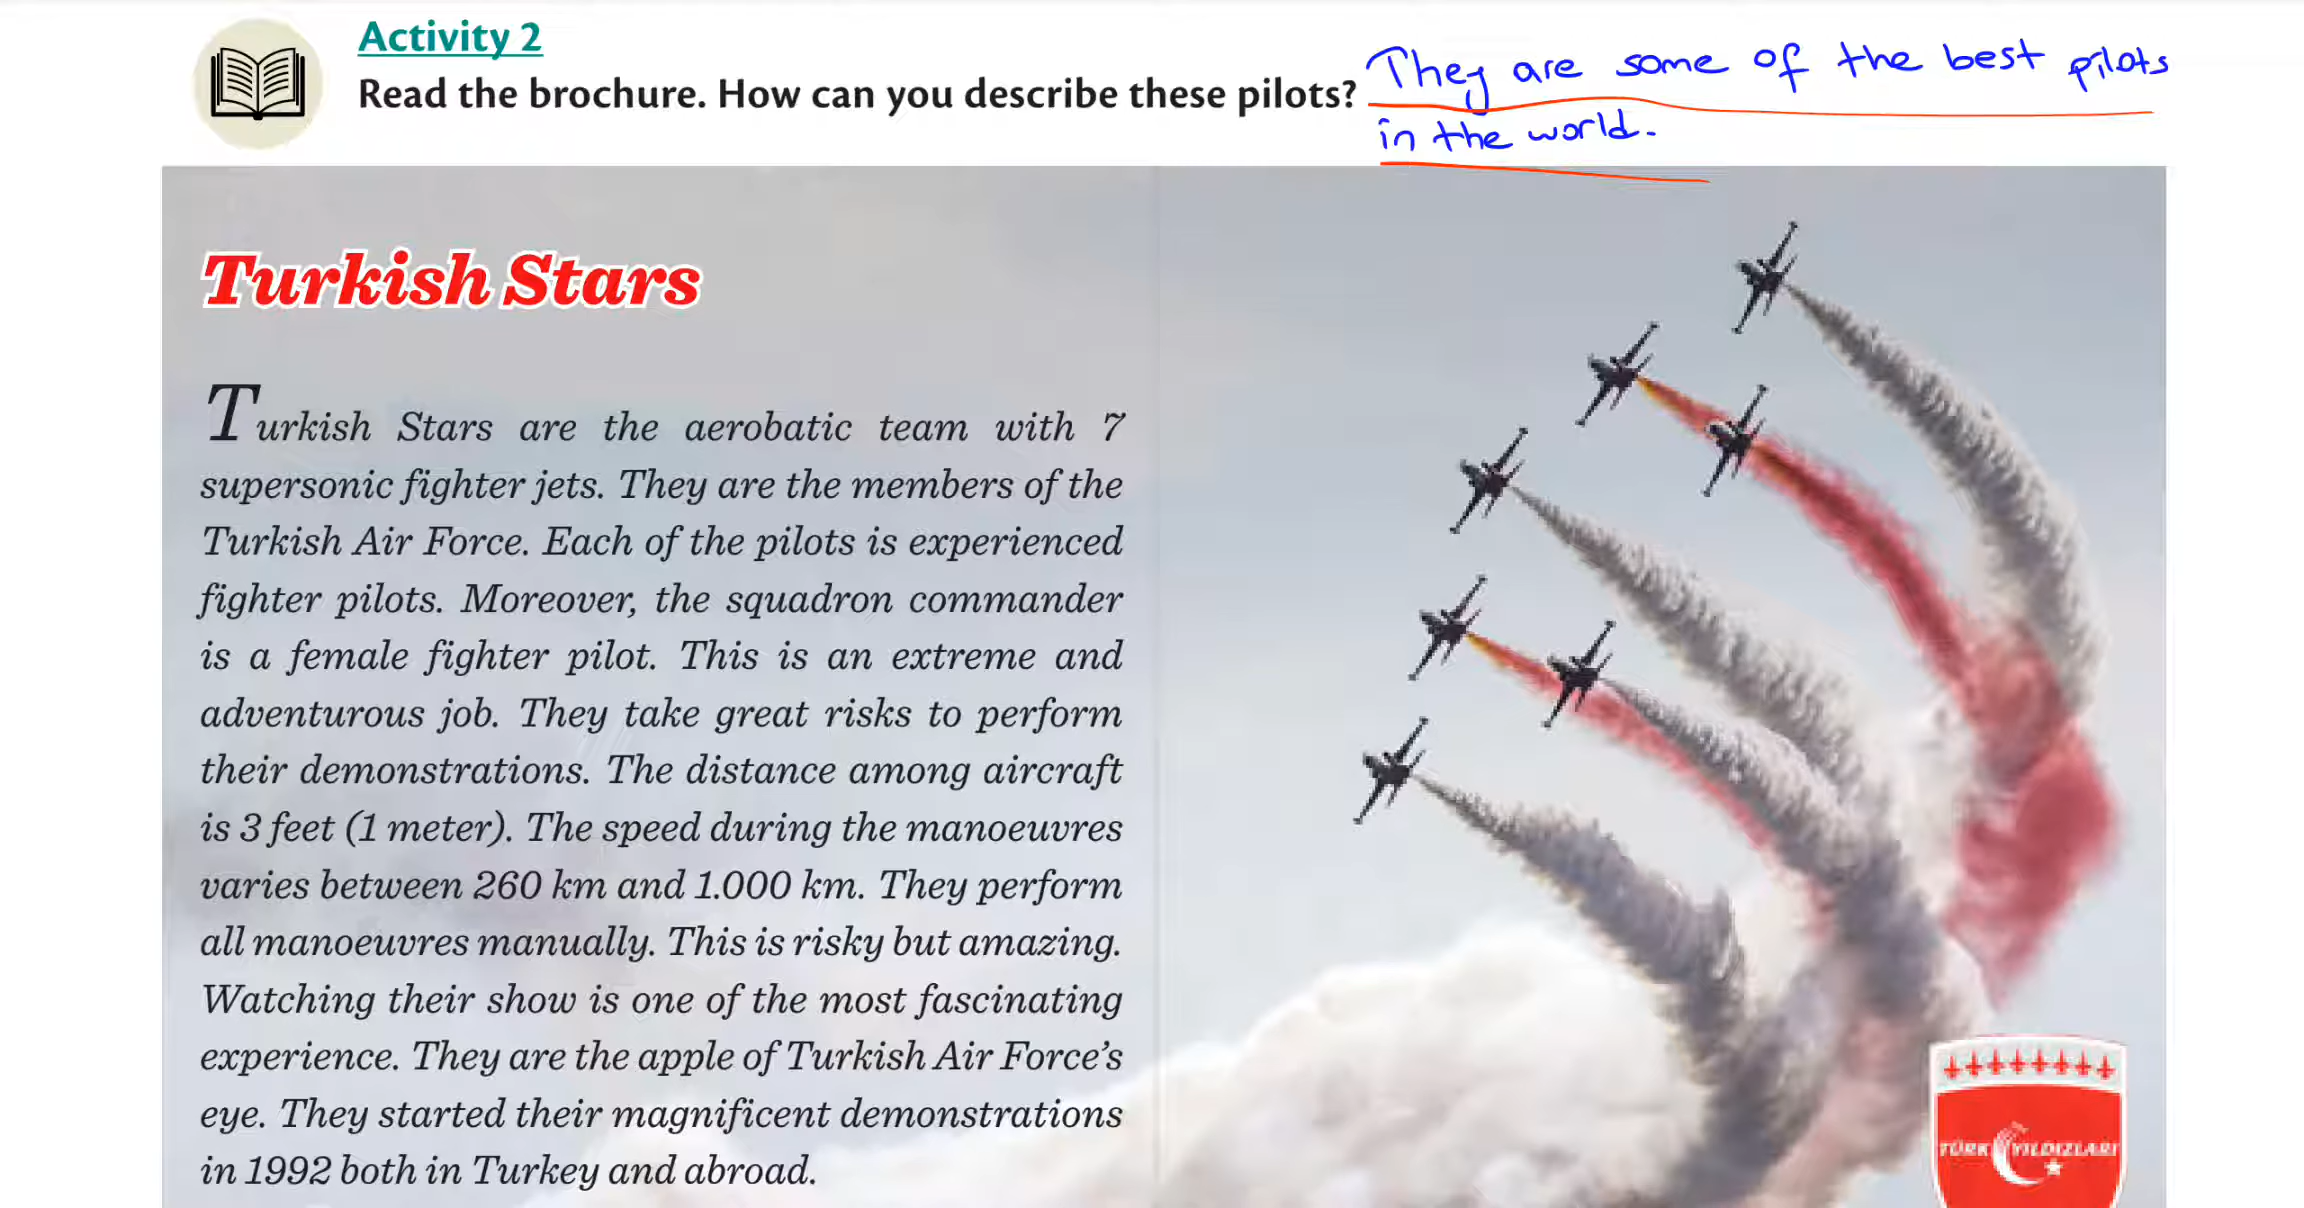 Activity 2
Read the brochure. How can you describe these pilots? They are some of the best pilots
in the world.
Turkish Stars
Turkish Stars are the aerobatic team with 7
supersonic fighter jets. They are the members of the
Turkish Air Force. Each of the pilots is experienced
fighter pilots. Moreover, the squadron commander
is a female fighter pilot. This is an extreme and
adventurous job. They take great risks to perform
their demonstrations. The distance among aircraft
is 3 feet (1 meter). The speed during the manoeuvres
varies between 260 km and 1.000 km. They perform
all manoeuvres manually. This is risky but amazing.
Watching their show is one of the most fascinating
experience. They are the apple of Turkish Air Force's
eye. They started their magnificent demonstrations
in 1992 both in Turkey and abroad.
TÜRK YILDIZLARI